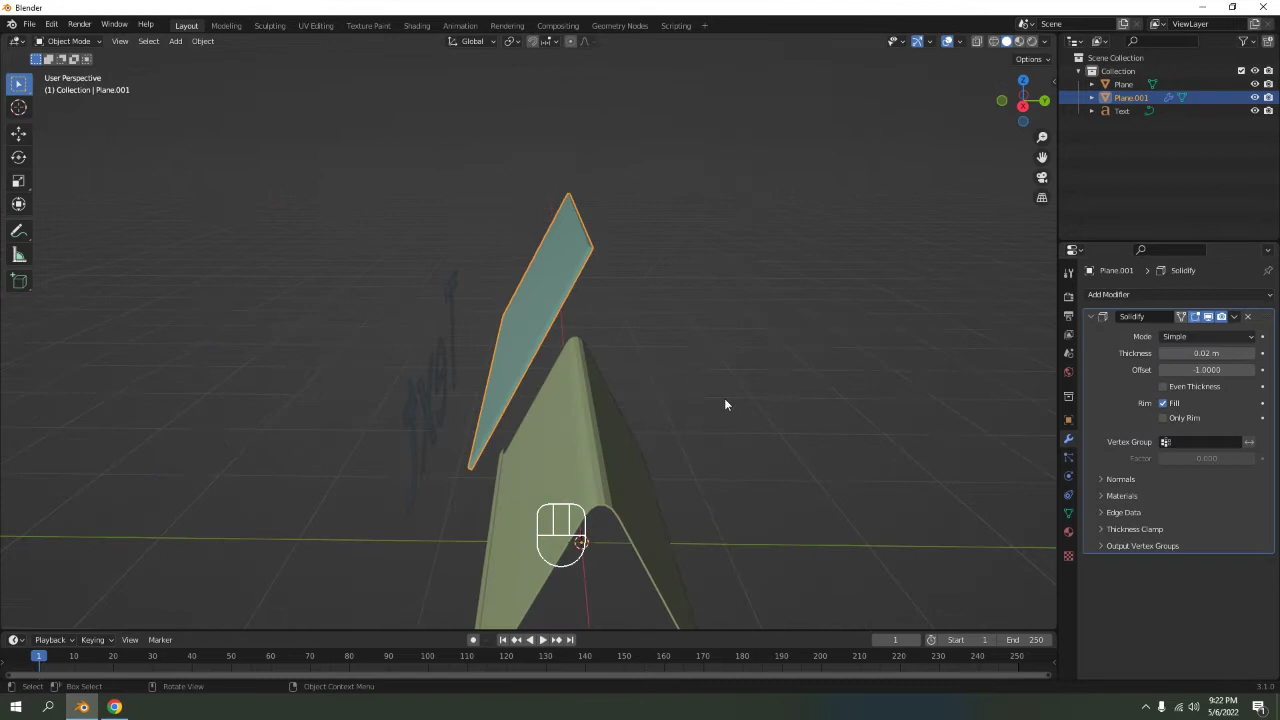 Blender
File Edit Render Window Help Layout Modeling Sculpting UV Editing Texture Paint Shading Animation Rendering Compositing Geometry Nodes Scripting + Scene ViewLayer
Object Mode View Select Add Object Global
Options
User Perspective
(1) Collection | Plane.001
Z
Y
X
Scene Collection
Collection
Plane
Plane.001
Text
Plane.001 > Solidify
Add Modifier
Solidify
Mode Simple
Thickness 0.02 m
Offset -1.0000
Even Thickness
Rim Fill
Only Rim
Vertex Group
Factor 0.000
Normals
Materials
Edge Data
Thickness Clamp
Output Vertex Groups
Playback Keying View Marker 1 Start 1 End 250
1 10 20 30 40 50 60 70 80 90 100 110 120 130 140 150 160 170 180 190 200 210 220 230 240 250
Select Box Select Rotate View Object Context Menu 3.1.0
9:22 PM
5/6/2022